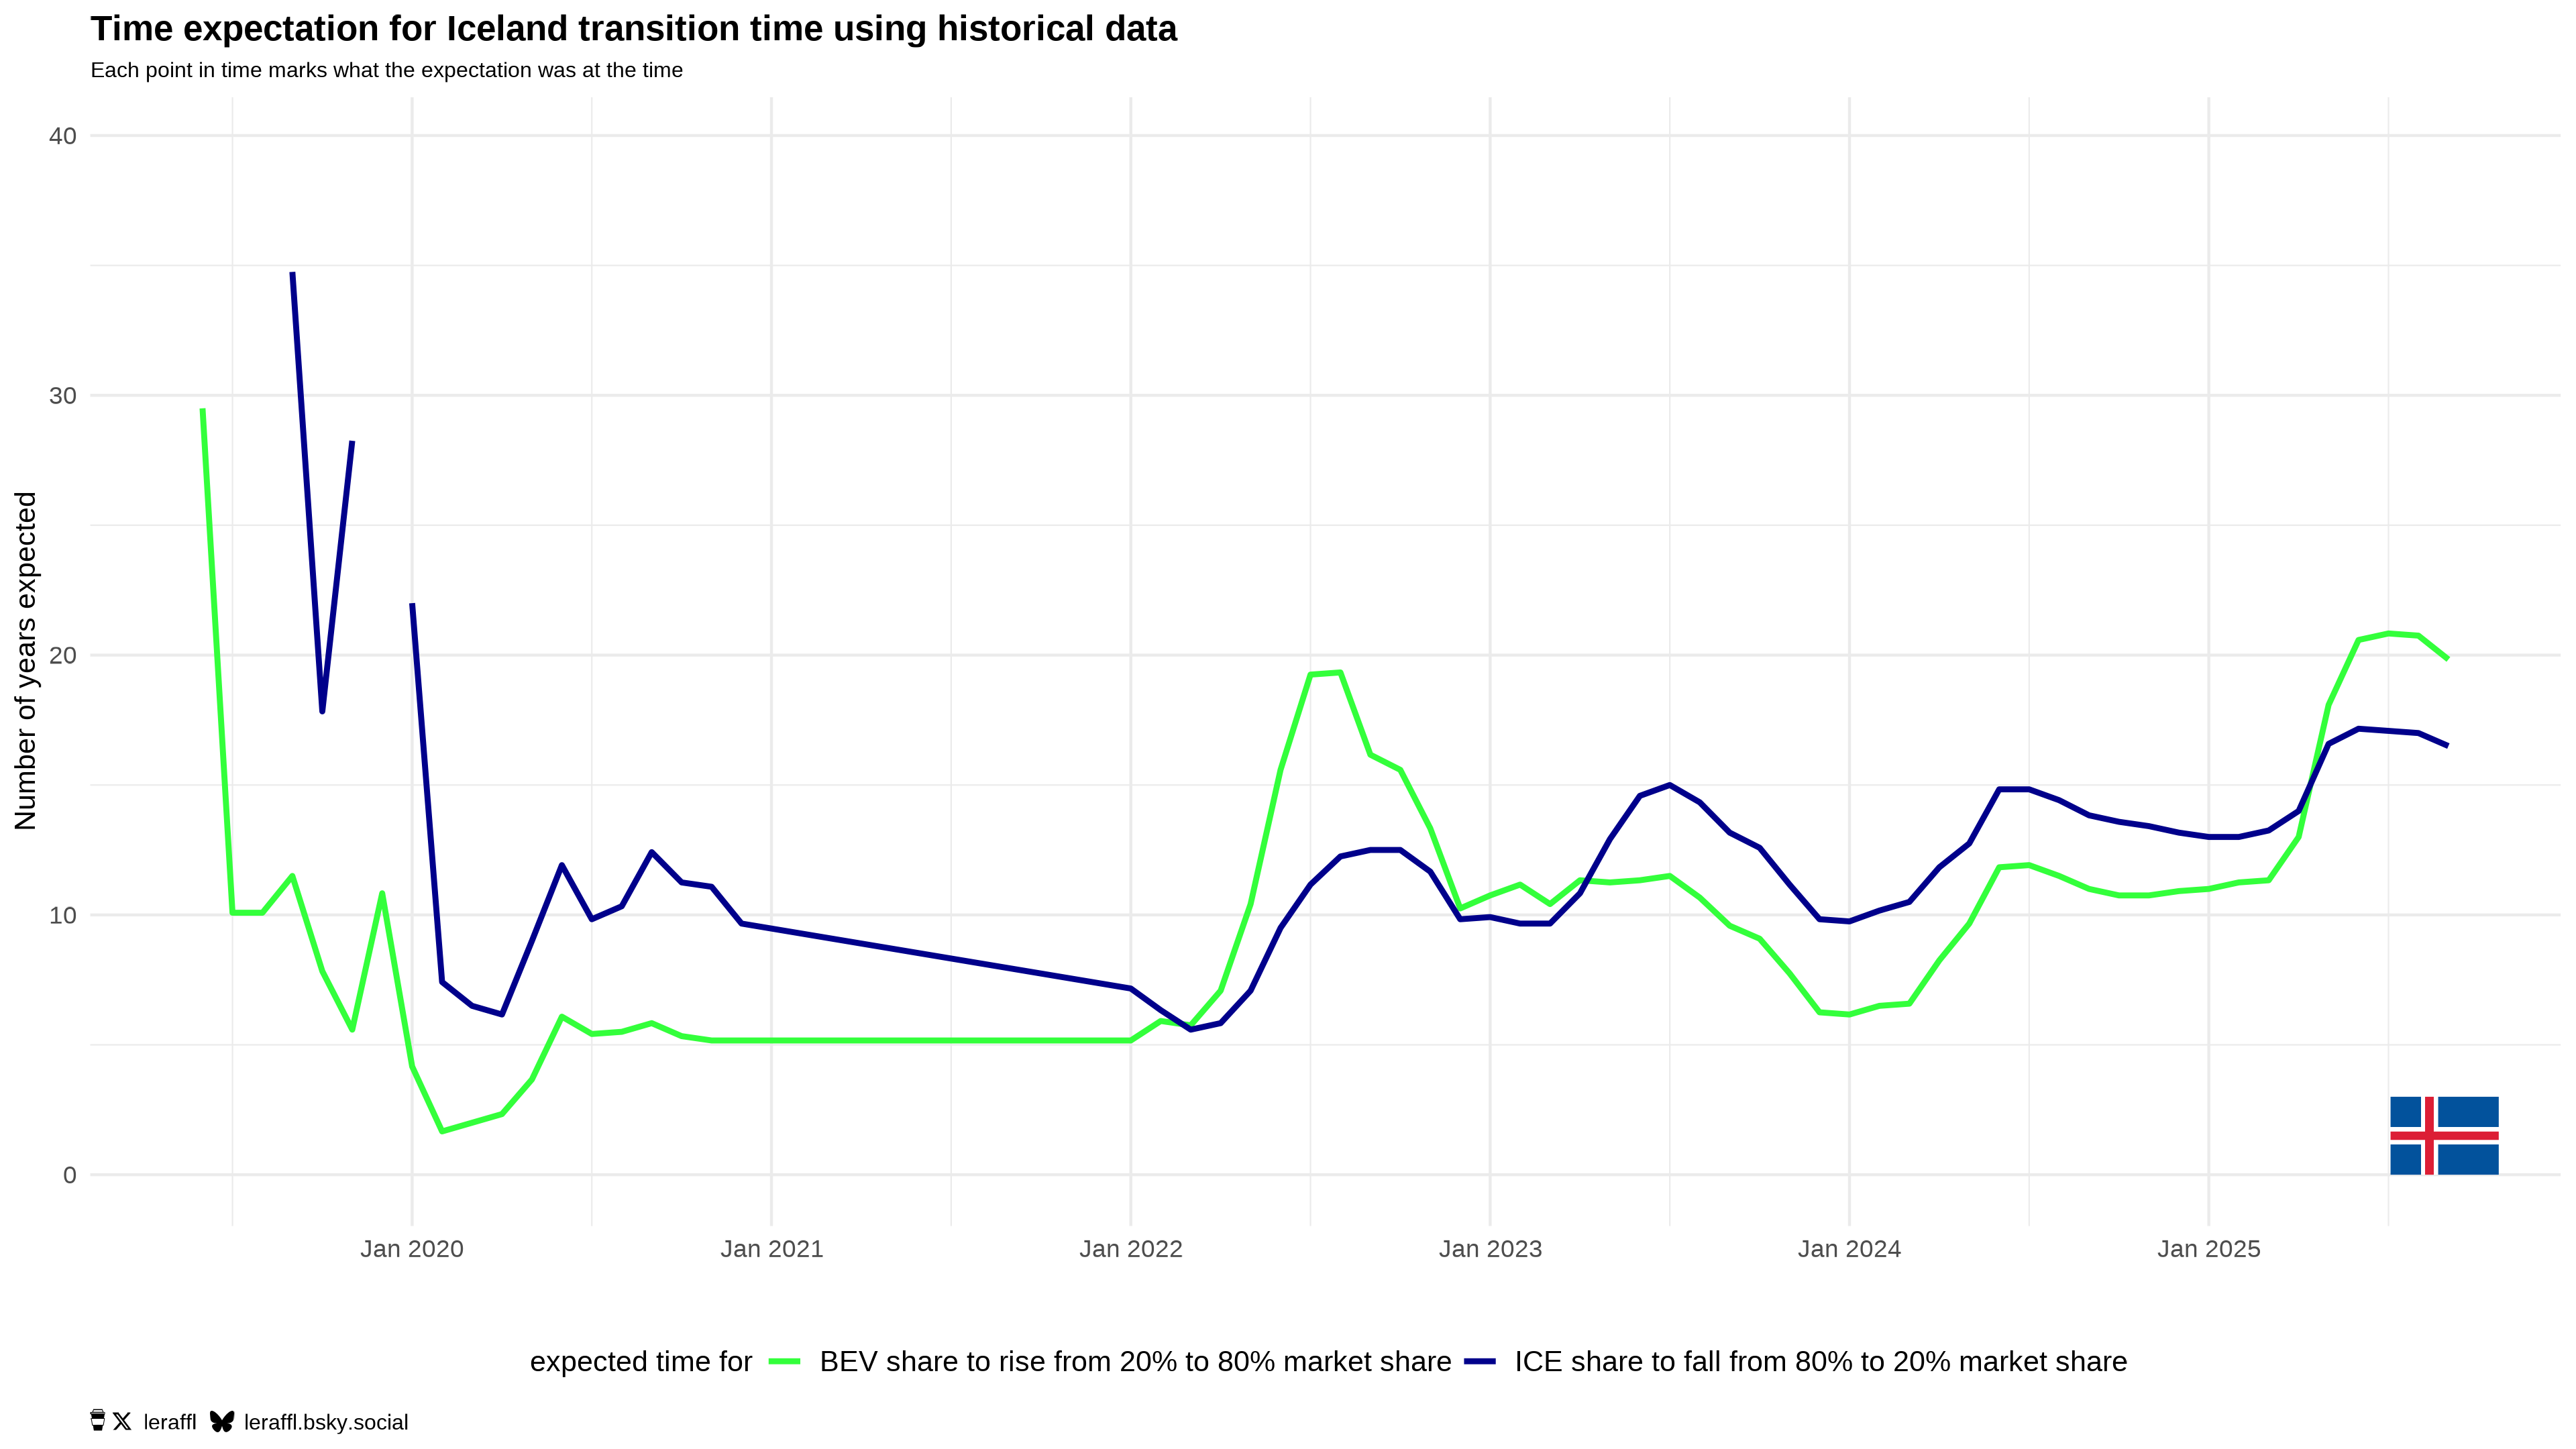 Time expectation for Iceland transition time using historical data
Each point in time marks what the expectation was at the time
Number of years expected
40
30
20
10
0
Jan 2020
Jan 2021
Jan 2022
Jan 2023
Jan 2024
Jan 2025
expected time for BEV share to rise from 20% to 80% market share ICE share to fall from 80% to 20% market share
leraffl leraffl.bsky.social